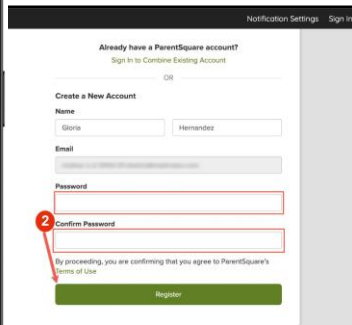 Notification Settings Sign In
Already have a ParentSquare account?
Sign In to Combine Existing Account
OR
Create a New Account
Name
Gloria Hernandez
Email
Password
2
Confirm Password
By proceeding, you are confirming that you agree to ParentSquare's
Terms of Use
Register